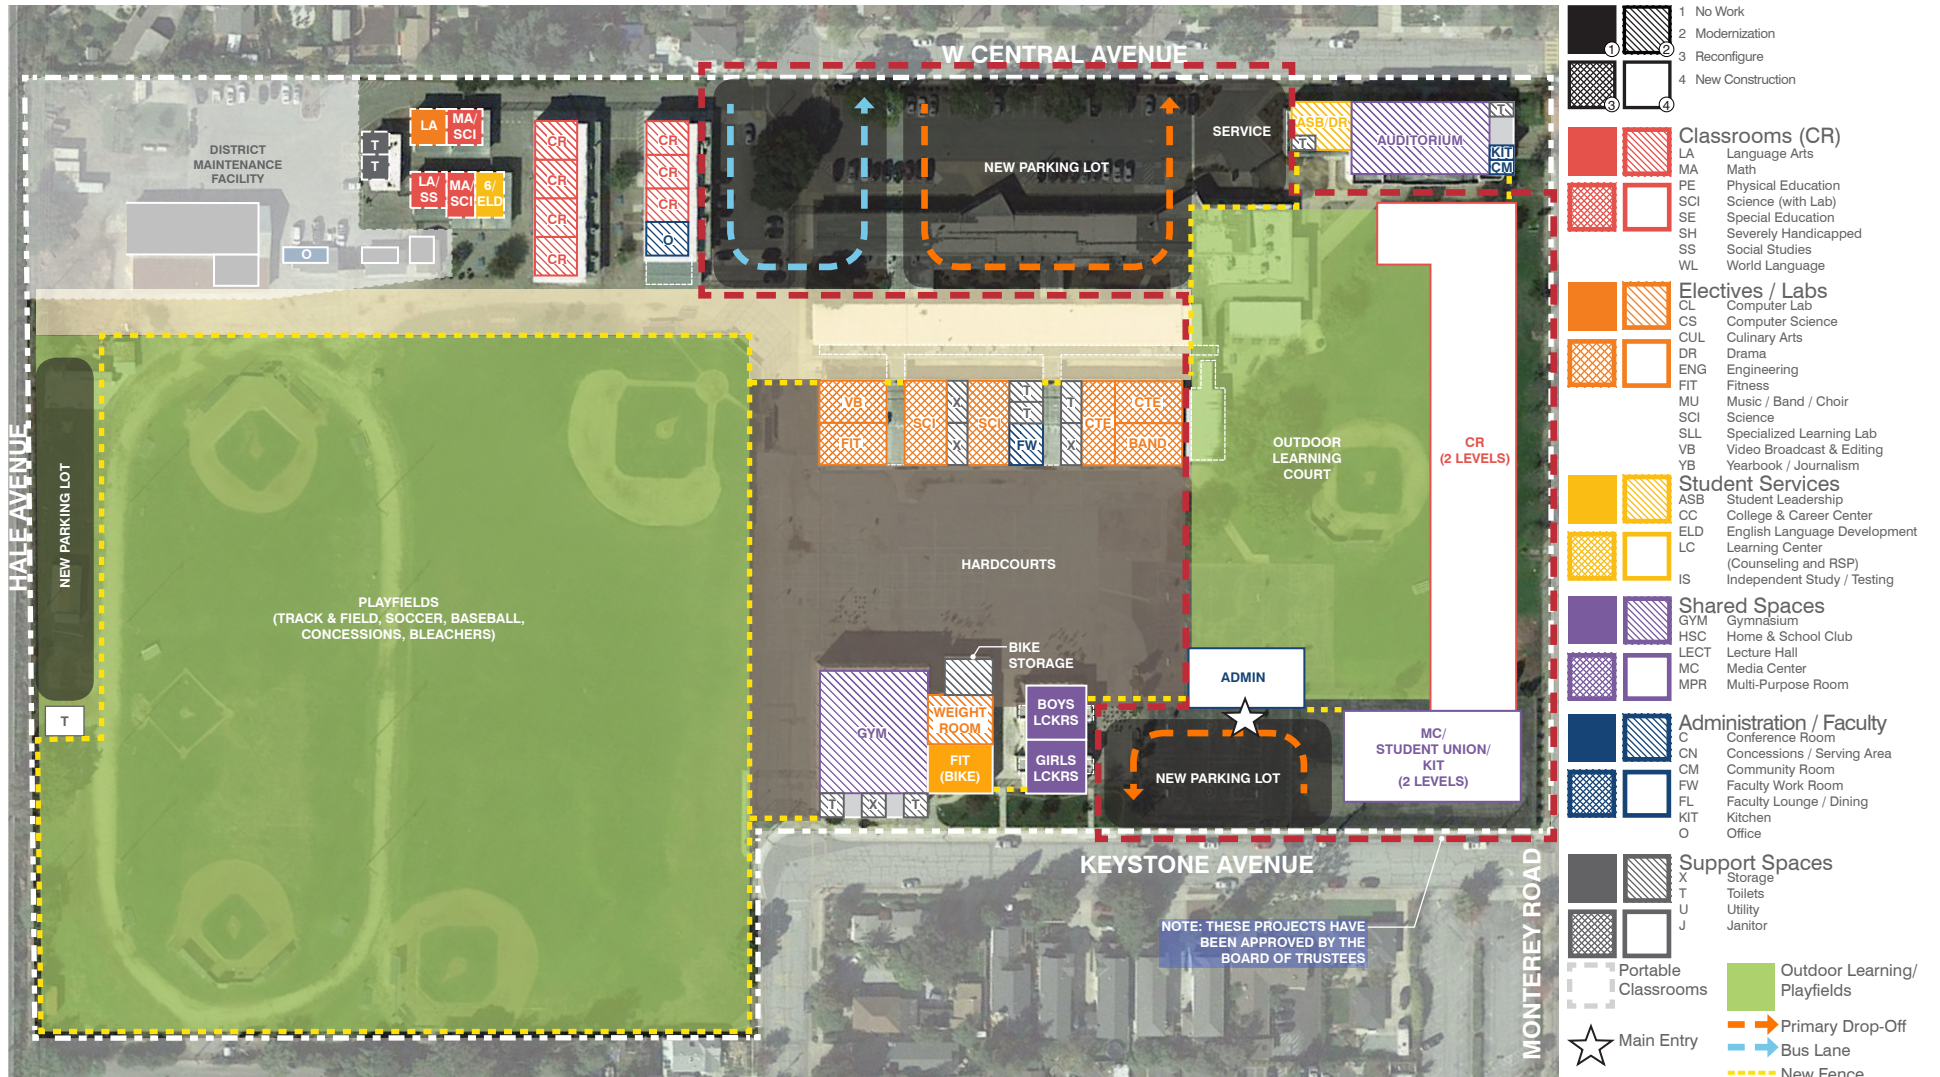 W CENTRAL AVENUE
DISTRICT
MAINTENANCE
FACILITY
O
T
T
LA
MA/
SCI
LA/
SS
MA/
SCI
6/
ELD
CR
CR
CR
CR
CR
CR
CR
O
NEW PARKING LOT
SERVICE
ASB/DR
T
AUDITORIUM
T
KIT
CM
HALE AVENUE
NEW PARKING LOT
T
PLAYFIELDS
(TRACK & FIELD, SOCCER, BASEBALL,
CONCESSIONS, BLEACHERS)
VB
FIT
SCI
X
X
SCI
T
T
FW
T
X
CTE
CTE
BAND
HARDCOURTS
OUTDOOR
LEARNING
COURT
CR
(2 LEVELS)
BIKE
STORAGE
GYM
WEIGHT
ROOM
FIT
(BIKE)
BOYS
LCKRS
GIRLS
LCKRS
T
X
T
ADMIN
NEW PARKING LOT
MC/
STUDENT UNION/
KIT
(2 LEVELS)
KEYSTONE AVENUE
MONTEREY ROAD
NOTE: THESE PROJECTS HAVE
BEEN APPROVED BY THE
BOARD OF TRUSTEES
1
2
3
4
1 No Work
2 Modernization
3 Reconfigure
4 New Construction
Classrooms (CR)
LA Language Arts
MA Math
PE Physical Education
SCI Science (with Lab)
SE Special Education
SH Severely Handicapped
SS Social Studies
WL World Language
Electives / Labs
CL Computer Lab
CS Computer Science
CUL Culinary Arts
DR Drama
ENG Engineering
FIT Fitness
MU Music / Band / Choir
SCI Science
SLL Specialized Learning Lab
VB Video Broadcast & Editing
YB Yearbook / Journalism
Student Services
ASB Student Leadership
CC College & Career Center
ELD English Language Development
LC Learning Center
(Counseling and RSP)
IS Independent Study / Testing
Shared Spaces
GYM Gymnasium
HSC Home & School Club
LECT Lecture Hall
MC Media Center
MPR Multi-Purpose Room
Administration / Faculty
C Conference Room
CN Concessions / Serving Area
CM Community Room
FW Faculty Work Room
FL Faculty Lounge / Dining
KIT Kitchen
O Office
Support Spaces
X Storage
T Toilets
U Utility
J Janitor
Portable
Classrooms
Main Entry
Outdoor Learning/
Playfields
Primary Drop-Off
Bus Lane
New Fence